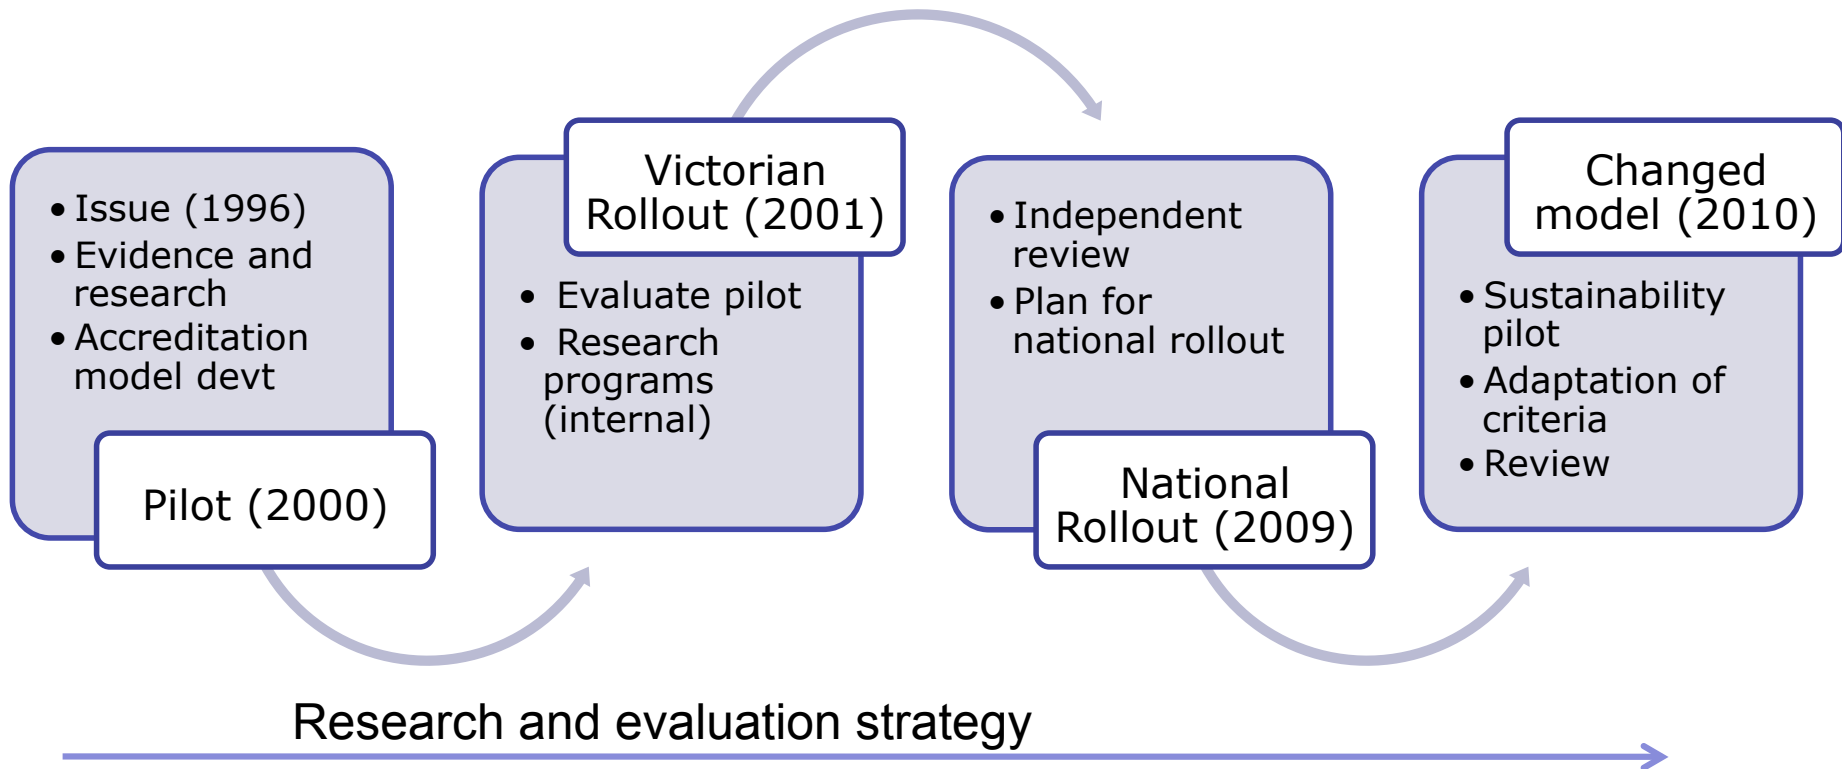 • Issue (1996)
• Evidence and
research
• Accreditation
model devt
Pilot (2000)
Victorian
Rollout (2001)
• Evaluate pilot
• Research
programs
(internal)
• Independent
review
• Plan for
national rollout
National
Rollout (2009)
Changed
model (2010)
• Sustainability
pilot
• Adaptation of
criteria
• Review
Research and evaluation strategy